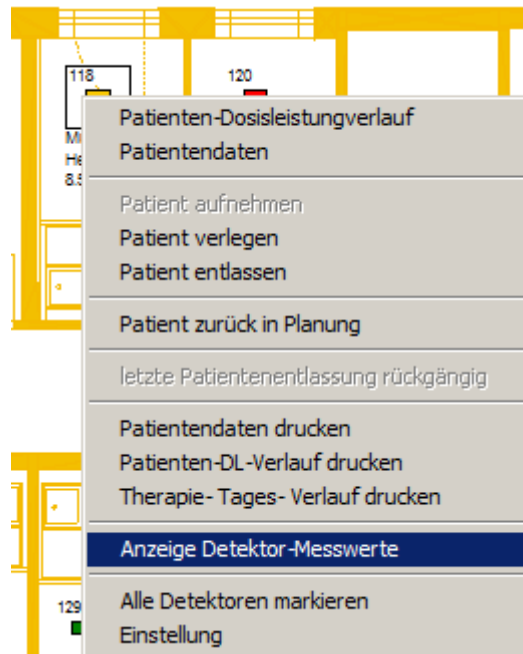 118
120
Patienten-Dosisleistungverlauf
Patientendaten
Patient aufnehmen
Patient verlegen
Patient entlassen
Patient zurück in Planung
letzte Patientenentlassung rückgängig
Patientendaten drucken
Patienten-DL-Verlauf drucken
Therapie- Tages- Verlauf drucken
Anzeige Detektor-Messwerte
Alle Detektoren markieren
129
Einstellung